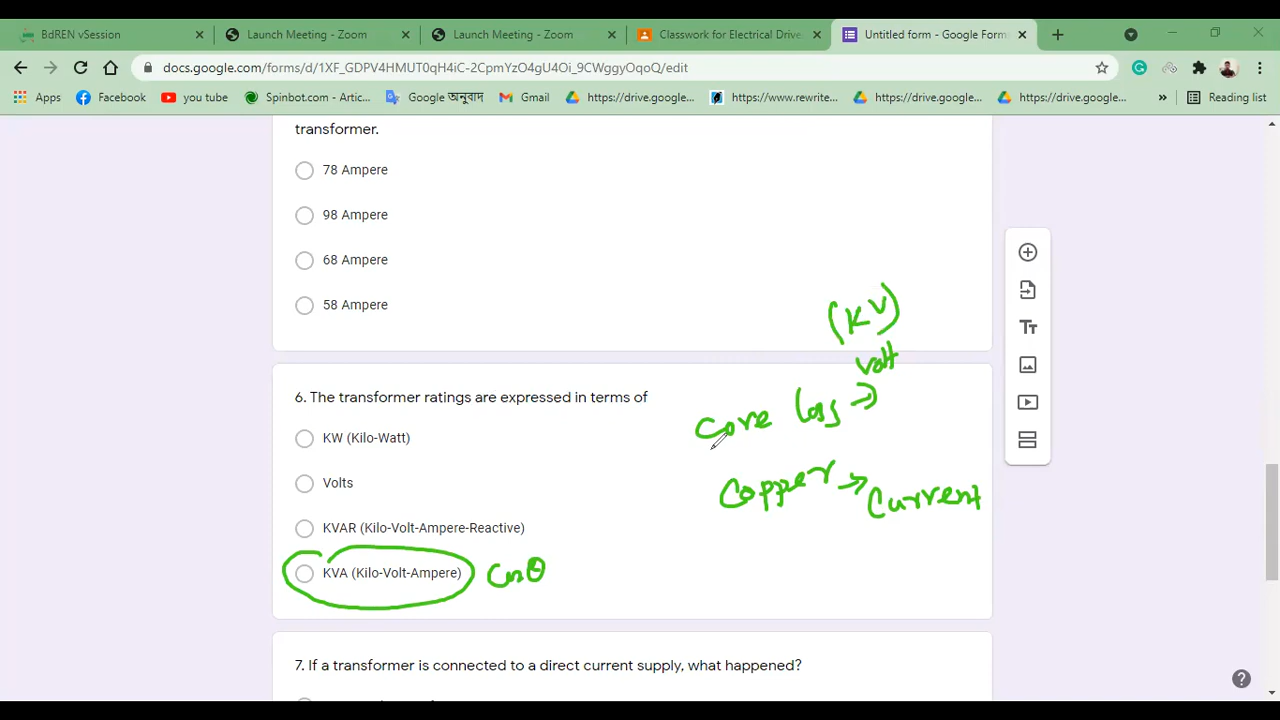 BdREN vSession
Launch Meeting - Zoom
Launch Meeting - Zoom
Classwork for Electrical Drive
Untitled form - Google Form
docs.google.com/forms/d/1XF_GDPV4HMUT0qH4iC-2CpmYzO4gU4Oi_9CWggyOqoQ/edit
Apps
Facebook
you tube
Spinbot.com - Artic...
Google অনুবাদ
Gmail
https://drive.google...
https://www.rewrite...
https://drive.google...
https://drive.google...
»
Reading list
transformer.
78 Ampere
98 Ampere
68 Ampere
58 Ampere
(KV)
volt
6. The transformer ratings are expressed in terms of
core loss →
KW (Kilo-Watt)
Volts
Copper → Current
KVAR (Kilo-Volt-Ampere-Reactive)
KVA (Kilo-Volt-Ampere) Cosθ
7. If a transformer is connected to a direct current supply, what happened?